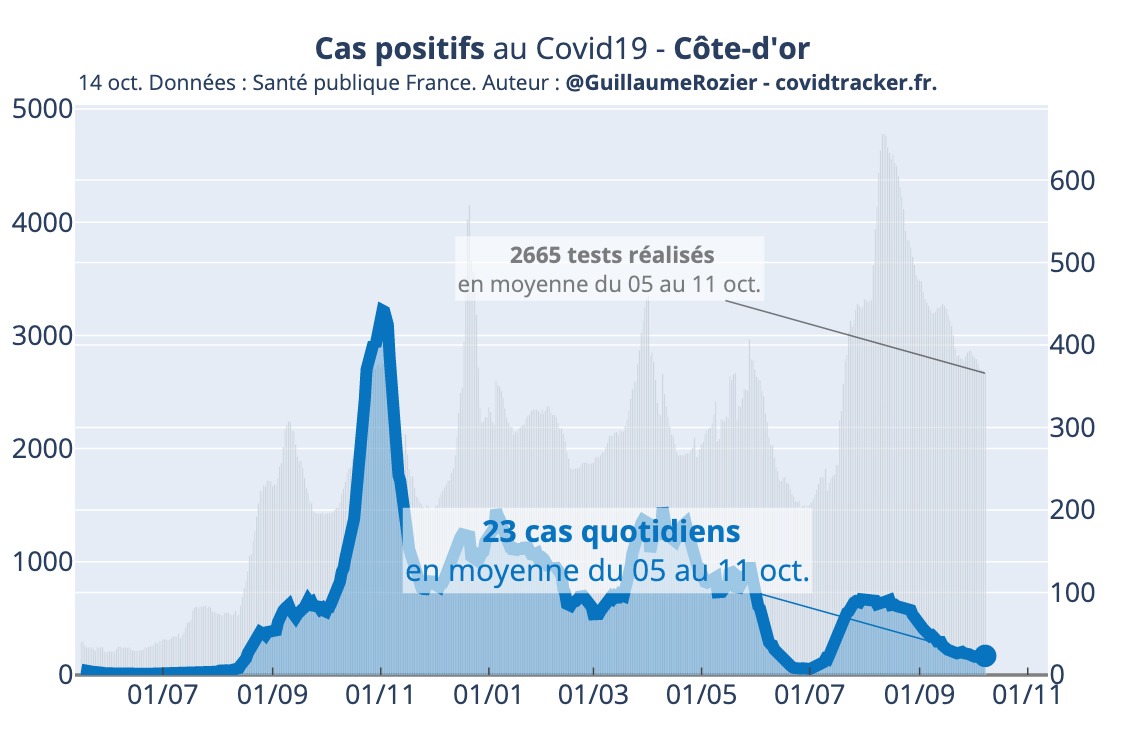 Cas positifs au Covid19 - Côte-d'or
14 oct. Données : Santé publique France. Auteur : @GuillaumeRozier - covidtracker.fr.
5000
4000
3000
2000
1000
0
600
500
400
300
200
100
0
2665 tests réalisés
en moyenne du 05 au 11 oct.
23 cas quotidiens
en moyenne du 05 au 11 oct.
01/07 01/09 01/11 01/01 01/03 01/05 01/07 01/09 01/11